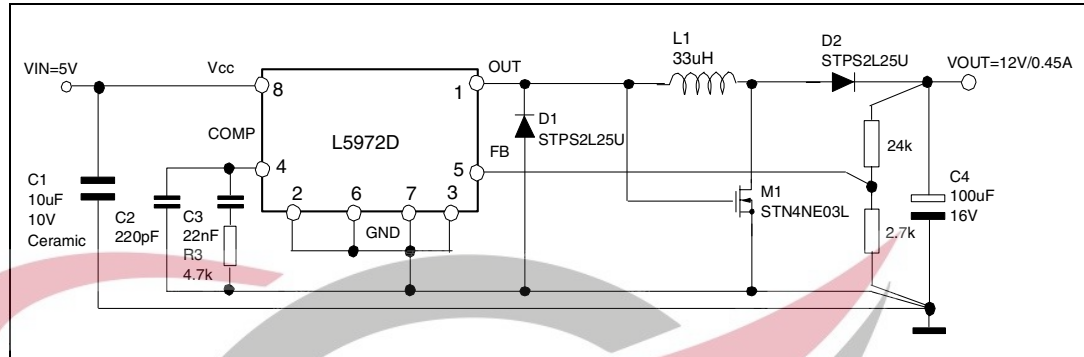 VIN=5V
Vcc
8
COMP
4
L5972D
1
OUT
FB
5
2
6
7
3
GND
C1
10uF
10V
Ceramic
C2
220pF
C3
22nF
R3
4.7k
D1
STPS2L25U
L1
33uH
D2
STPS2L25U
VOUT=12V/0.45A
24k
M1
STN4NE03L
2.7k
C4
100uF
16V